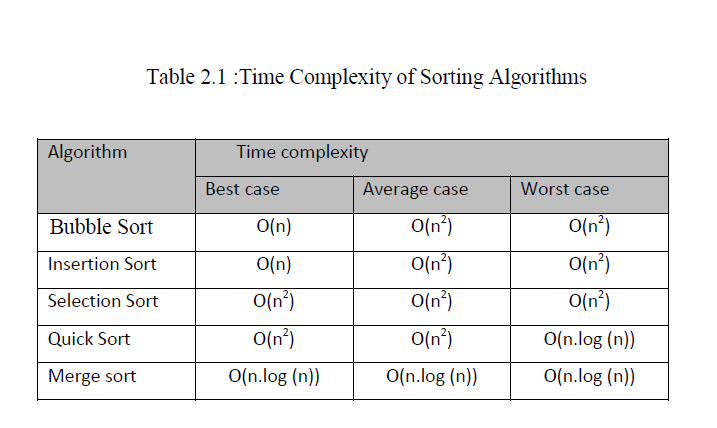 Table 2.1 :Time Complexity of Sorting Algorithms
Algorithm Time complexity
Best case Average case Worst case
Bubble Sort O(n) O(n²) O(n²)
Insertion Sort O(n) O(n²) O(n²)
Selection Sort O(n²) O(n²) O(n²)
Quick Sort O(n²) O(n²) O(n.log (n))
Merge sort O(n.log (n)) O(n.log (n)) O(n.log (n))